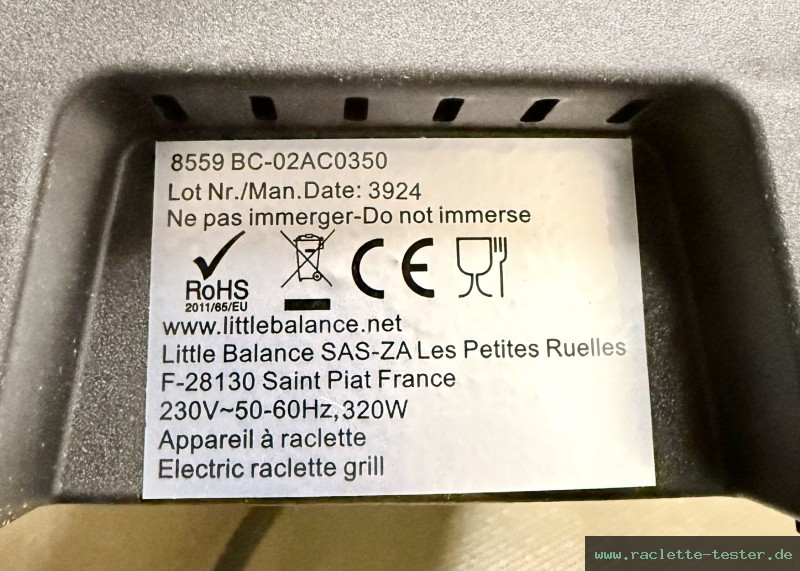 8559 BC-02AC0350
Lot Nr./Man.Date: 3924
Ne pas immerger-Do not immerse
RoHS
2011/65/EU
CE
www.littlebalance.net
Little Balance SAS-ZA Les Petites Ruelles
F-28130 Saint Piat France
230V~50-60Hz, 320W
Appareil à raclette
Electric raclette grill
www.raclette-tester.de